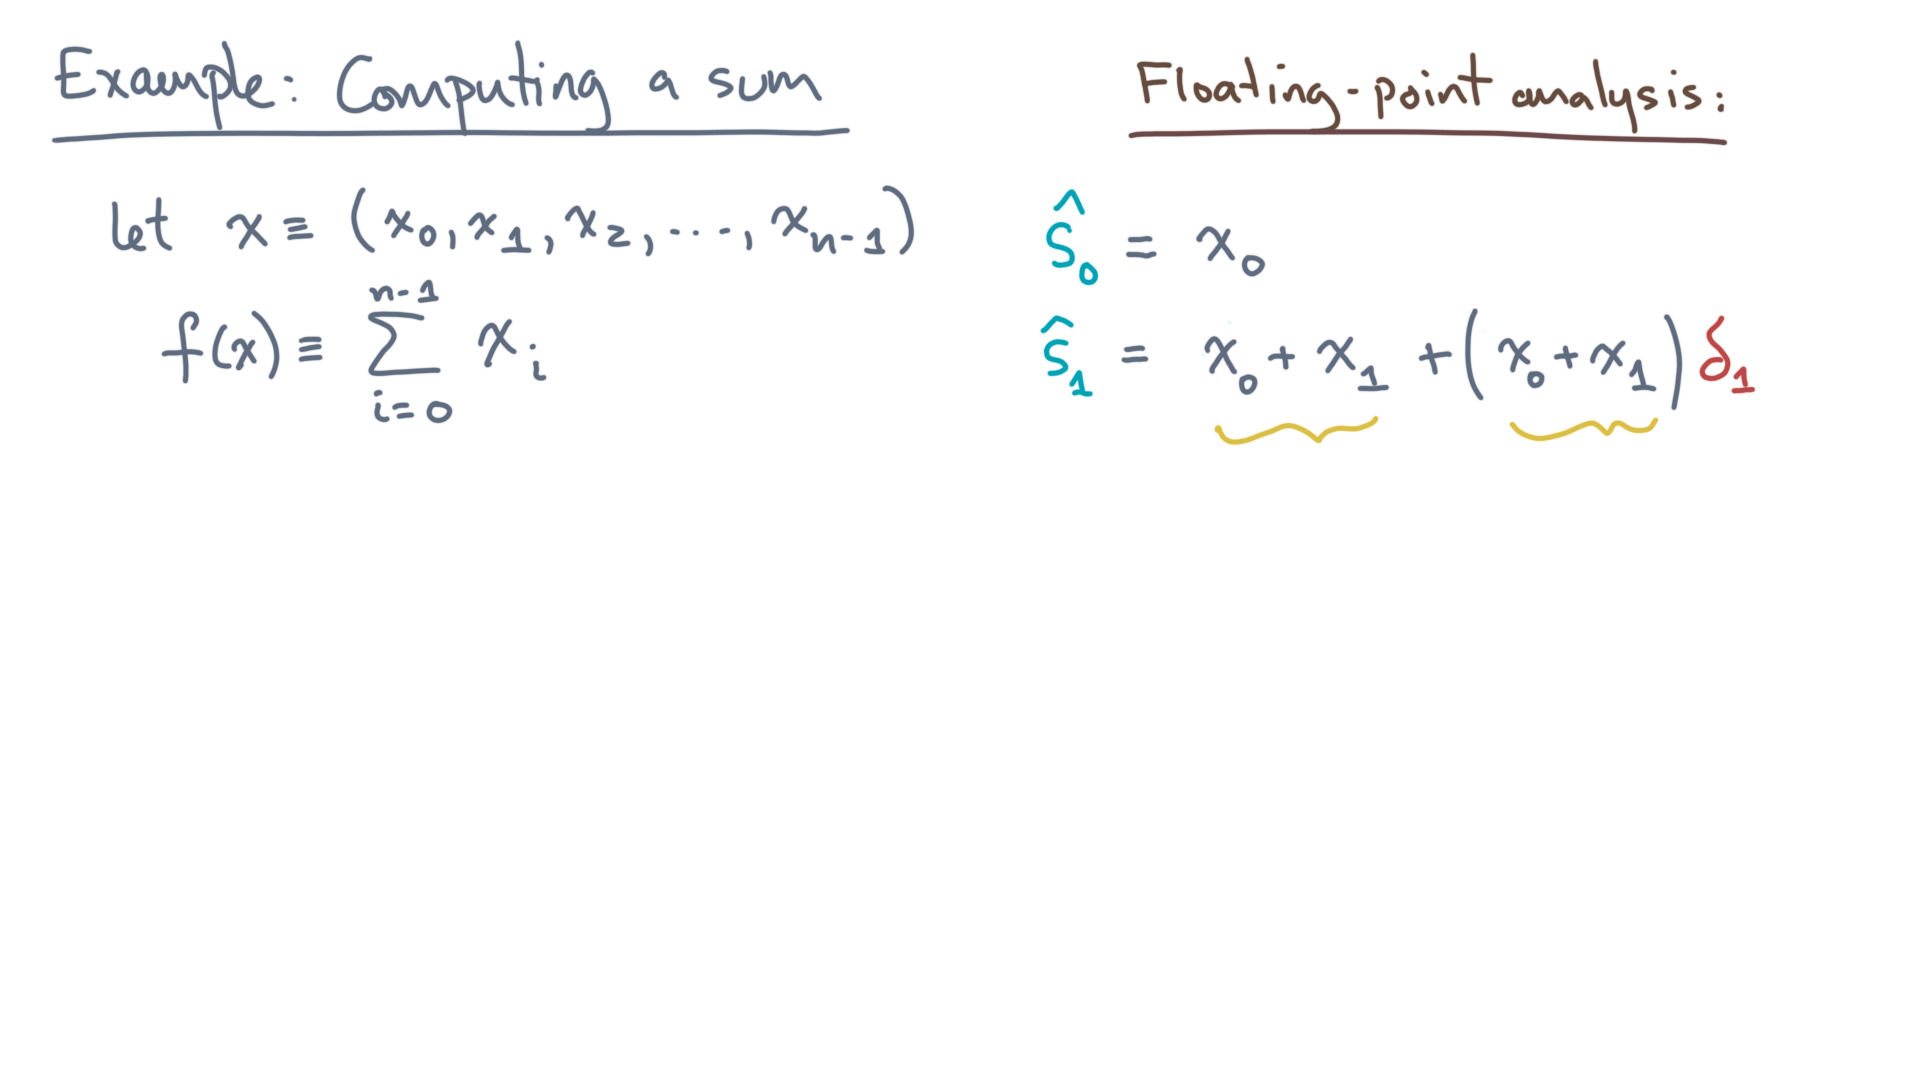 Example: Computing a sum
let x ≡ (x₀, x₁, x₂, ..., xₙ₋₁)
f(x) ≡ ∑ᵢ₌₀ⁿ⁻¹ xᵢ
Floating-point analysis:
Ŝ₀ = x₀
Ŝ₁ = x₀ + x₁ + (x₀ + x₁) δ₁